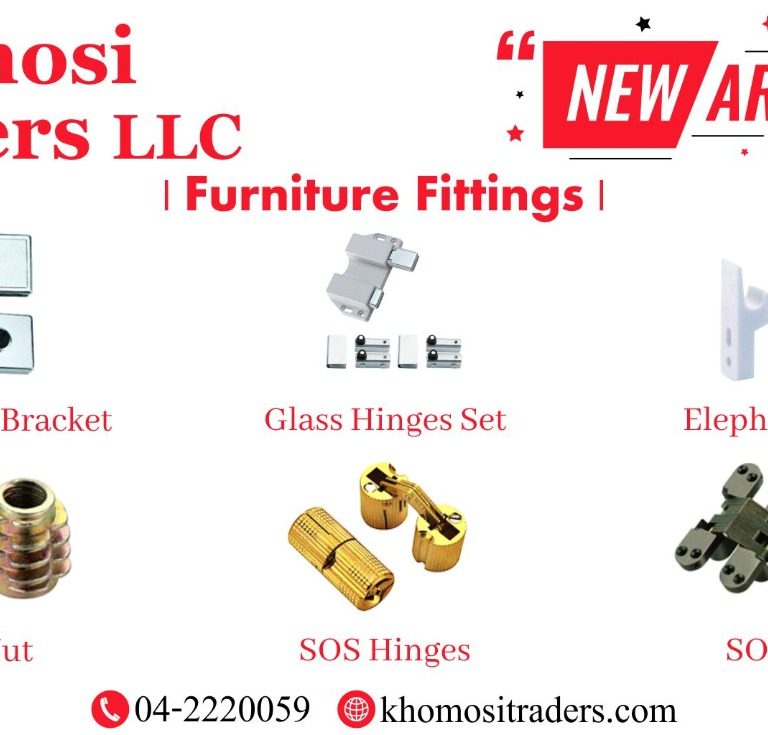 nosi
ers LLC
“ NEW AR
| Furniture Fittings |
Bracket
Glass Hinges Set
Eleph
ut
SOS Hinges
SO
04-2220059 khomositraders.com